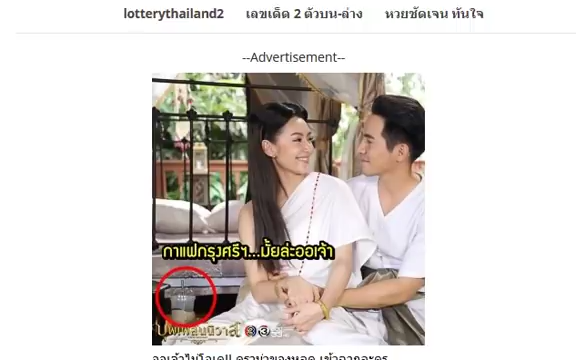 lotterythailand2 เลขเด็ด 2 ตัวบน-ล่าง หวยชัดเจน ทันใจ
--Advertisement--
กาแฟกรุงศรีฯ...มั้ยล่ะออเจ้า
บุพเพสันนิวาส